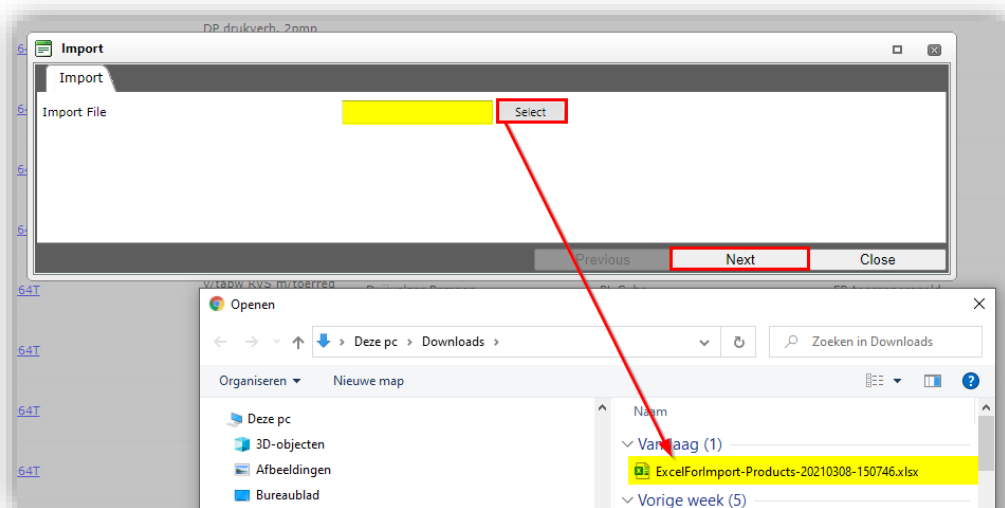 DP drukverh. 2pmp
Import
Import
Import File
Select
Previous
Next
Close
64T
64T
64T
64T
Openen
Deze pc
Downloads
Zoeken in Downloads
Organiseren
Nieuwe map
Deze pc
3D-objecten
Afbeeldingen
Bureaublad
Naam
Vandaag (1)
ExcelForImport-Products-20210308-150746.xlsx
Vorige week (5)